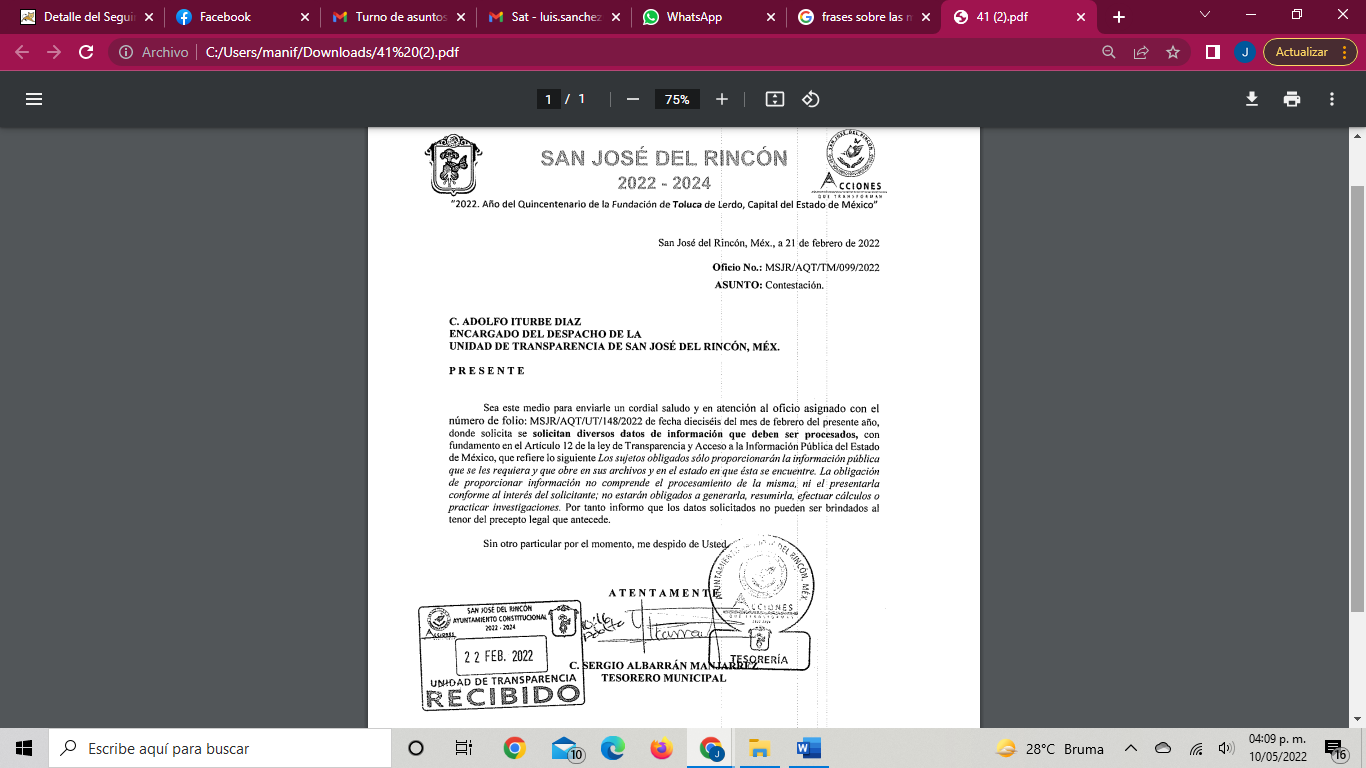 Detalle del Segui
Facebook
Turno de asuntos
Sat - luis.sanchez
WhatsApp
frases sobre las m
41 (2).pdf
Archivo
C:/Users/manif/Downloads/41%20(2).pdf
J
Actualizar
1 / 1
75%
SAN JOSÉ DEL RINCÓN
2022 - 2024
ACCIONES
QUE TRANSFORMAN
"2022. Año del Quincentenario de la Fundación de Toluca de Lerdo, Capital del Estado de México"
San José del Rincón, Méx., a 21 de febrero de 2022
Oficio No.: MSJR/AQT/TM/099/2022
ASUNTO: Contestación.
C. ADOLFO ITURBE DIAZ
ENCARGADO DEL DESPACHO DE LA
UNIDAD DE TRANSPARENCIA DE SAN JOSÉ DEL RINCÓN, MÉX.
P R E S E N T E
Sea este medio para enviarle un cordial saludo y en atención al oficio asignado con el
número de folio: MSJR/AQT/UT/148/2022 de fecha dieciséis del mes de febrero del presente año,
donde solicita se solicitan diversos datos de información que deben ser procesados, con
fundamento en el Artículo 12 de la ley de Transparencia y Acceso a la Información Pública del Estado
de México, que refiere lo siguiente Los sujetos obligados sólo proporcionarán la información pública
que se les requiera y que obre en sus archivos y en el estado en que ésta se encuentre. La obligación
de proporcionar información no comprende el procesamiento de la misma, ni el presentarla
conforme al interés del solicitante; no estarán obligados a generarla, resumirla, efectuar cálculos o
practicar investigaciones. Por tanto informo que los datos solicitados no pueden ser brindados al
tenor del precepto legal que antecede.
Sin otro particular por el momento, me despido de Usted
A T E N T A M E N T E
AYUNTAMIENTO DEL RINCÓN, MÉX
ACCIONES
TESORERÍA
C. SERGIO ALBARRÁN MANJARREZ
TESORERO MUNICIPAL
SAN JOSÉ DEL RINCÓN
AYUNTAMIENTO CONSTITUCIONAL
2022 - 2024
ACCIONES
22 FEB. 2022
UNIDAD DE TRANSPARENCIA
RECIBIDO
Escribe aquí para buscar
10
J
28°C Bruma
04:09 p. m.
10/05/2022
16